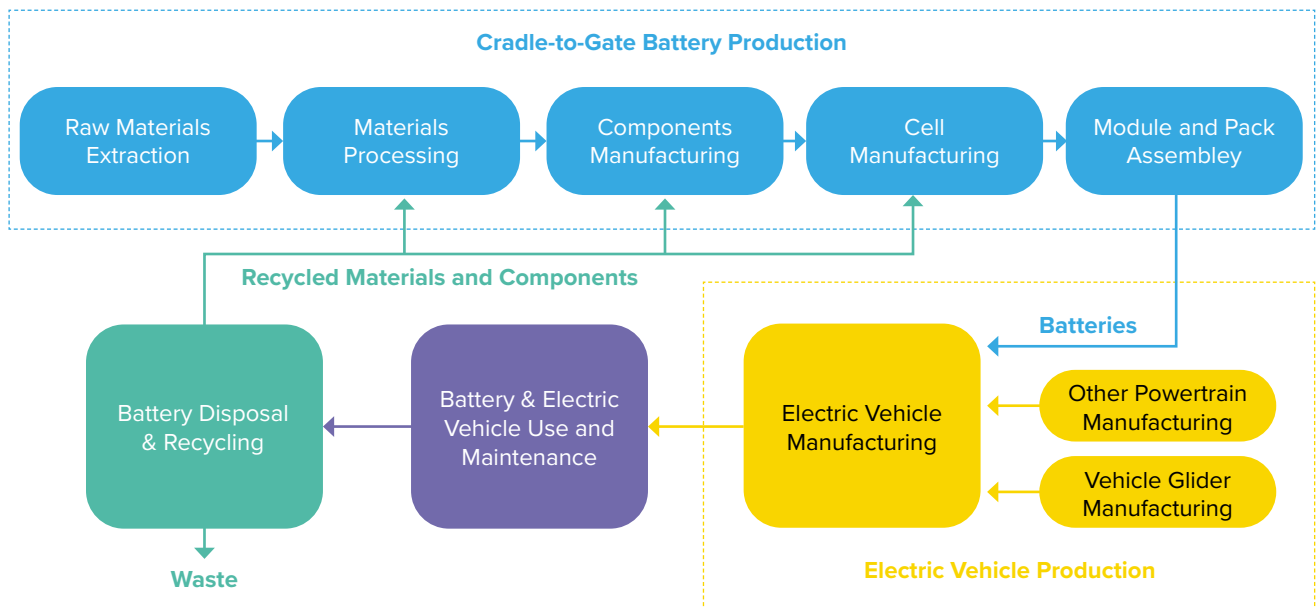 Cradle-to-Gate Battery Production
Raw Materials
Extraction
Materials
Processing
Components
Manufacturing
Cell
Manufacturing
Module and Pack
Assembley
Recycled Materials and Components
Batteries
Battery Disposal
& Recycling
Battery & Electric
Vehicle Use and
Maintenance
Electric Vehicle
Manufacturing
Other Powertrain
Manufacturing
Vehicle Glider
Manufacturing
Waste
Electric Vehicle Production